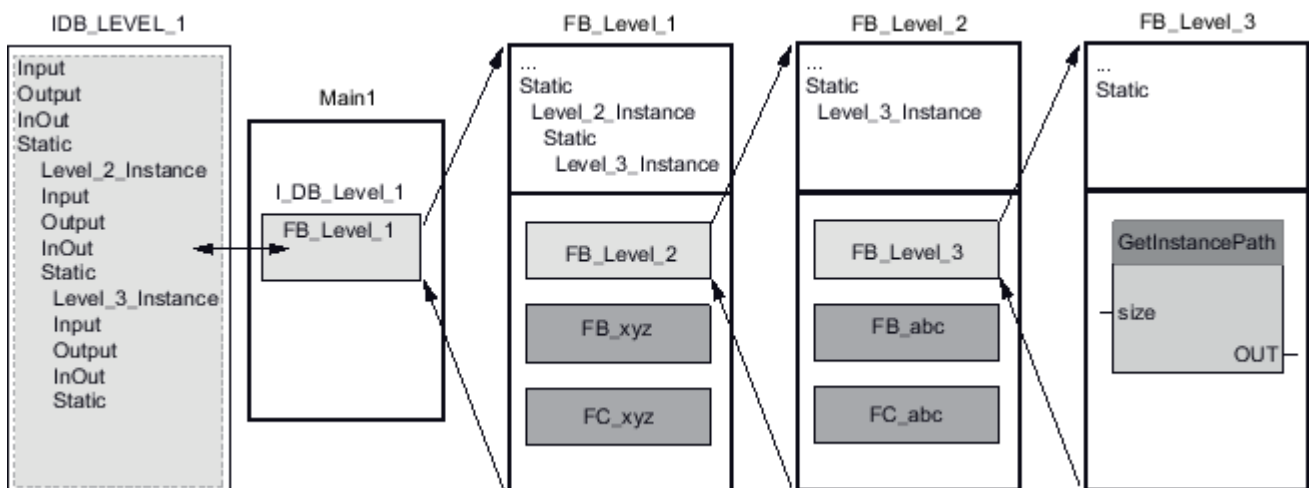 IDB_LEVEL_1
Input
Output
InOut
Static
Level_2_Instance
Input
Output
InOut
Static
Level_3_Instance
Input
Output
InOut
Static
Main1
I_DB_Level_1
FB_Level_1
FB_Level_1
...
Static
Level_2_Instance
Static
Level_3_Instance
FB_Level_2
FB_xyz
FC_xyz
FB_Level_2
...
Static
Level_3_Instance
FB_Level_3
FB_abc
FC_abc
FB_Level_3
...
Static
GetInstancePath
size
OUT